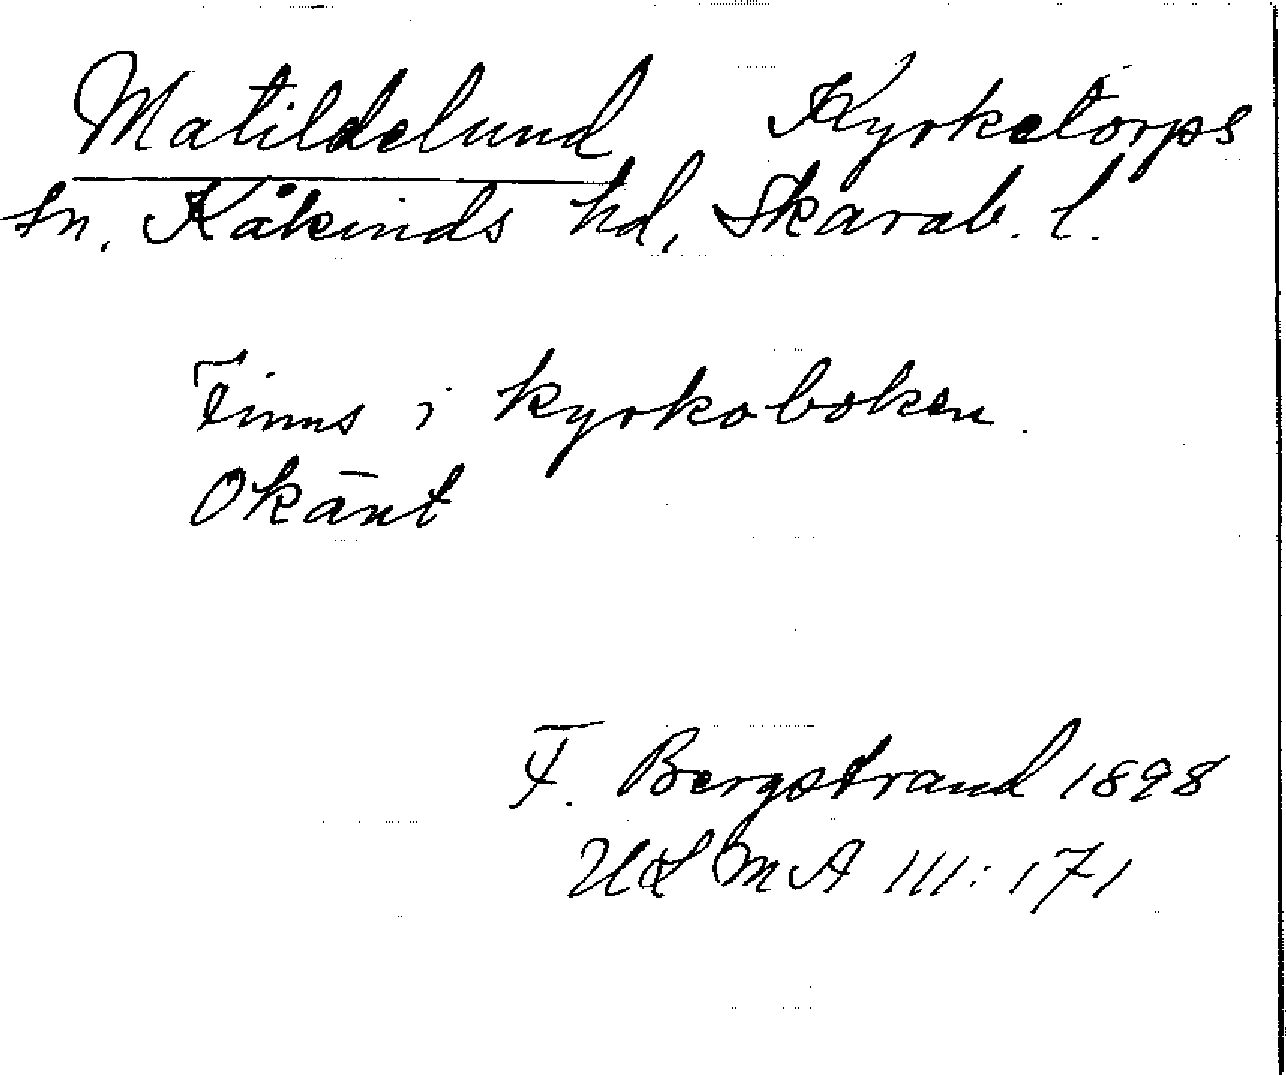 Matildelund Kyrketorps
sn. Kåkinds hd, Skarab. l.
Finns i kyrkoboken.
Okänt
F. Bergstrand 1898
ULMA 111:171